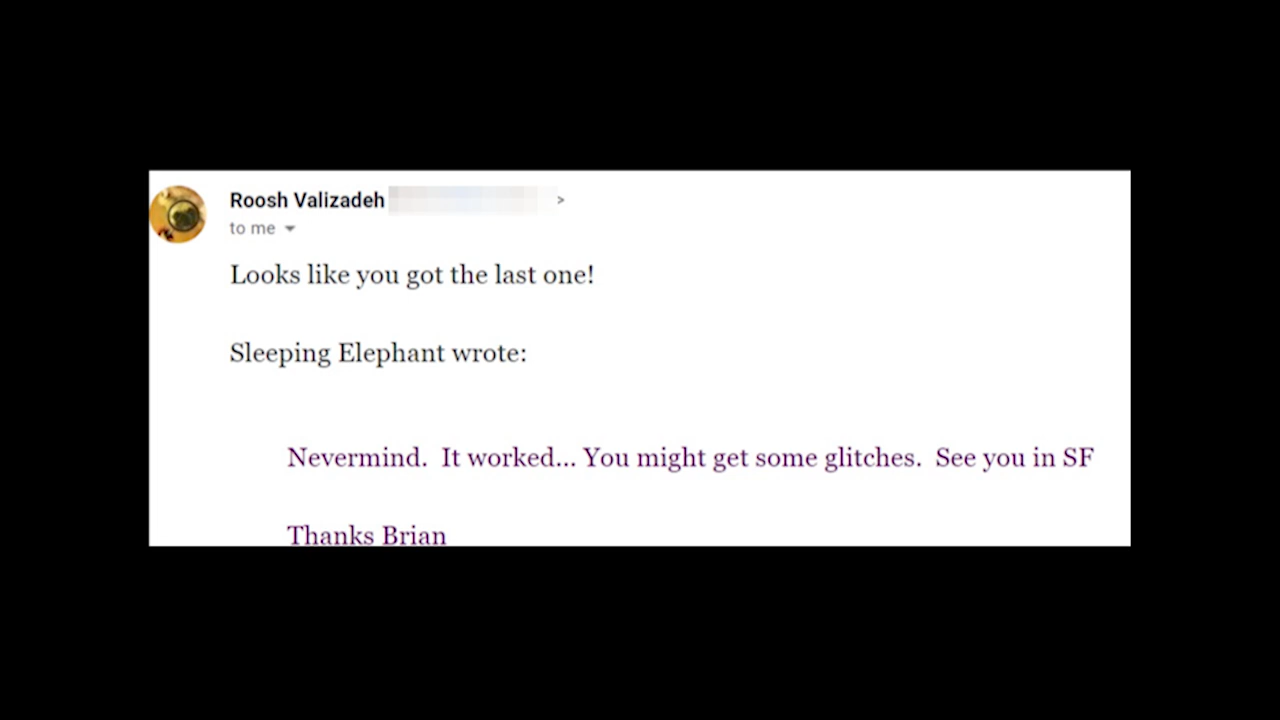 Roosh Valizadeh >
to me
Looks like you got the last one!
Sleeping Elephant wrote:
Nevermind. It worked... You might get some glitches. See you in SF
Thanks Brian